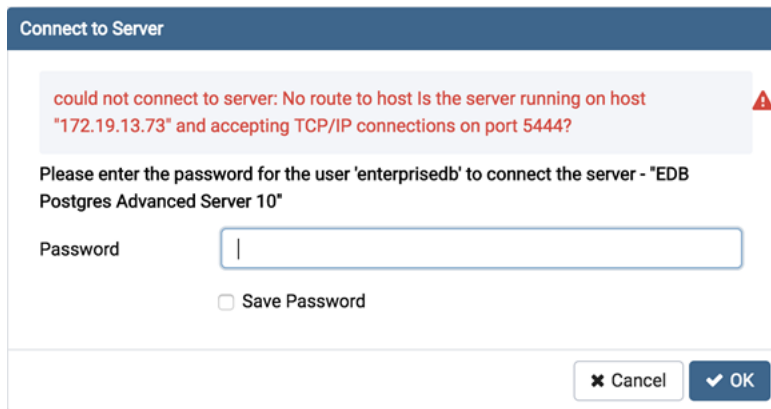 Connect to Server
could not connect to server: No route to host Is the server running on host
"172.19.13.73" and accepting TCP/IP connections on port 5444?
Please enter the password for the user 'enterprisedb' to connect the server - "EDB
Postgres Advanced Server 10"
Password
Save Password
Cancel
OK